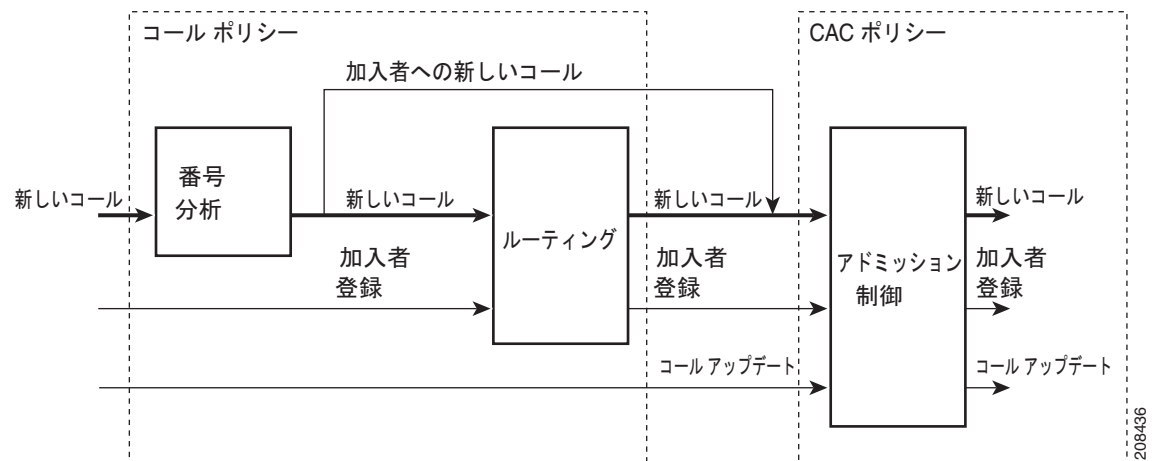 コール ポリシー
CAC ポリシー
加入者への新しいコール
番号
分析
新しいコール
新しいコール
新しいコール
新しいコール
ルーティング
加入者
登録
加入者
登録
アドミッション
制御
加入者
登録
コール アップデート
コール アップデート
208436